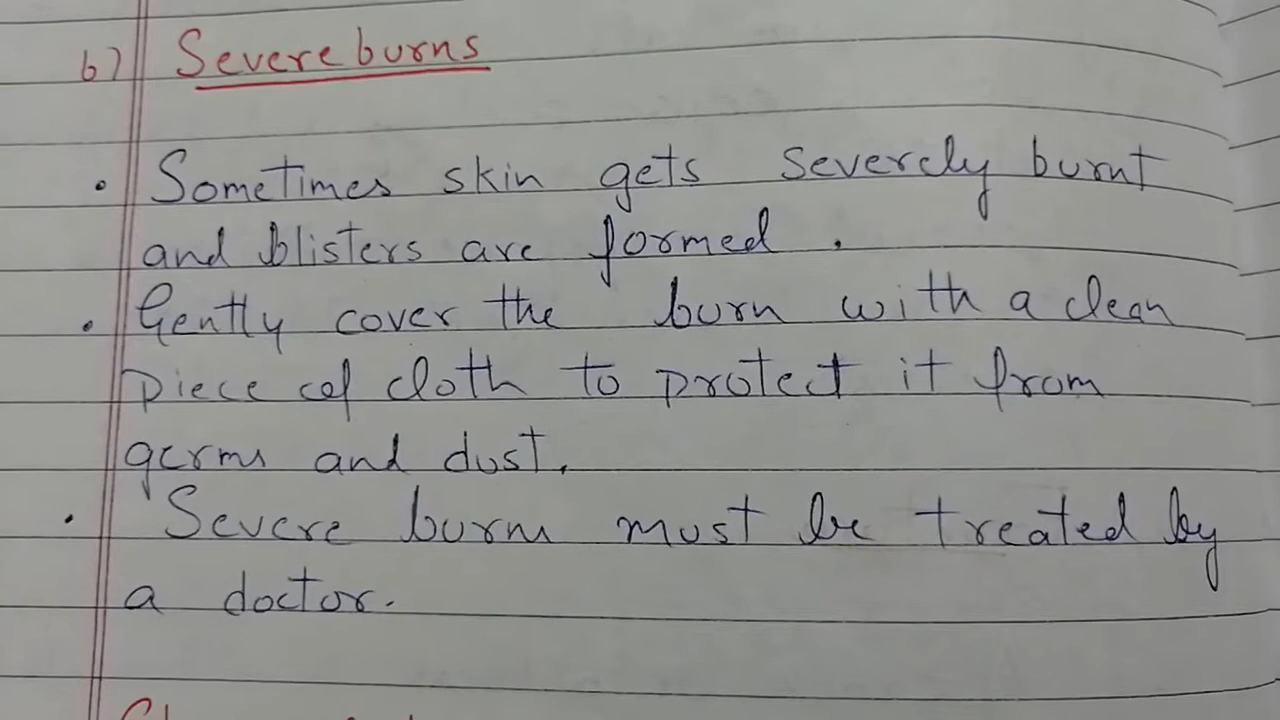 b) Severe burns
• Sometimes skin gets severely burnt
and blisters are formed.
• Gently cover the burn with a clean
piece of cloth to protect it from
germs and dust.
• Severe burns must be treated by
a doctor.